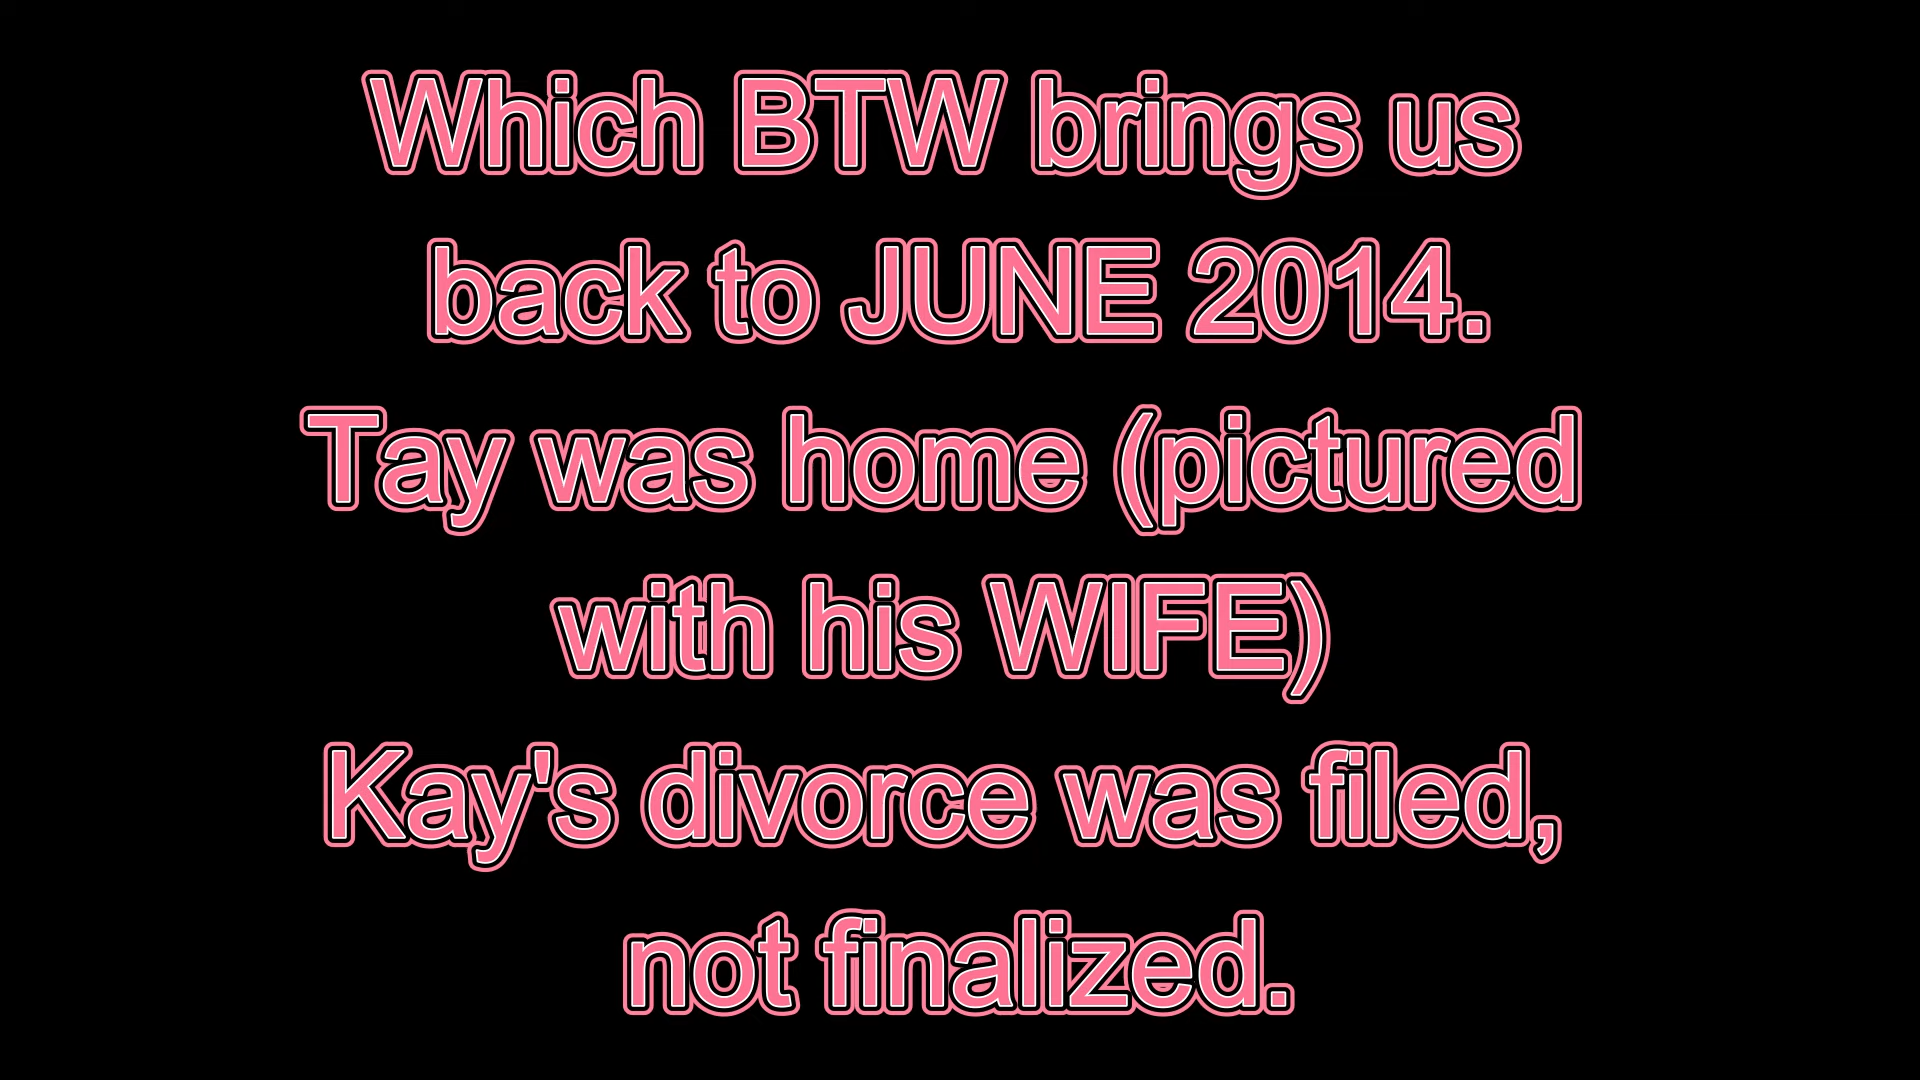 Which BTW brings us
back to JUNE 2014.
Tay was home (pictured
with his WIFE)
Kay's divorce was filed,
not finalized.